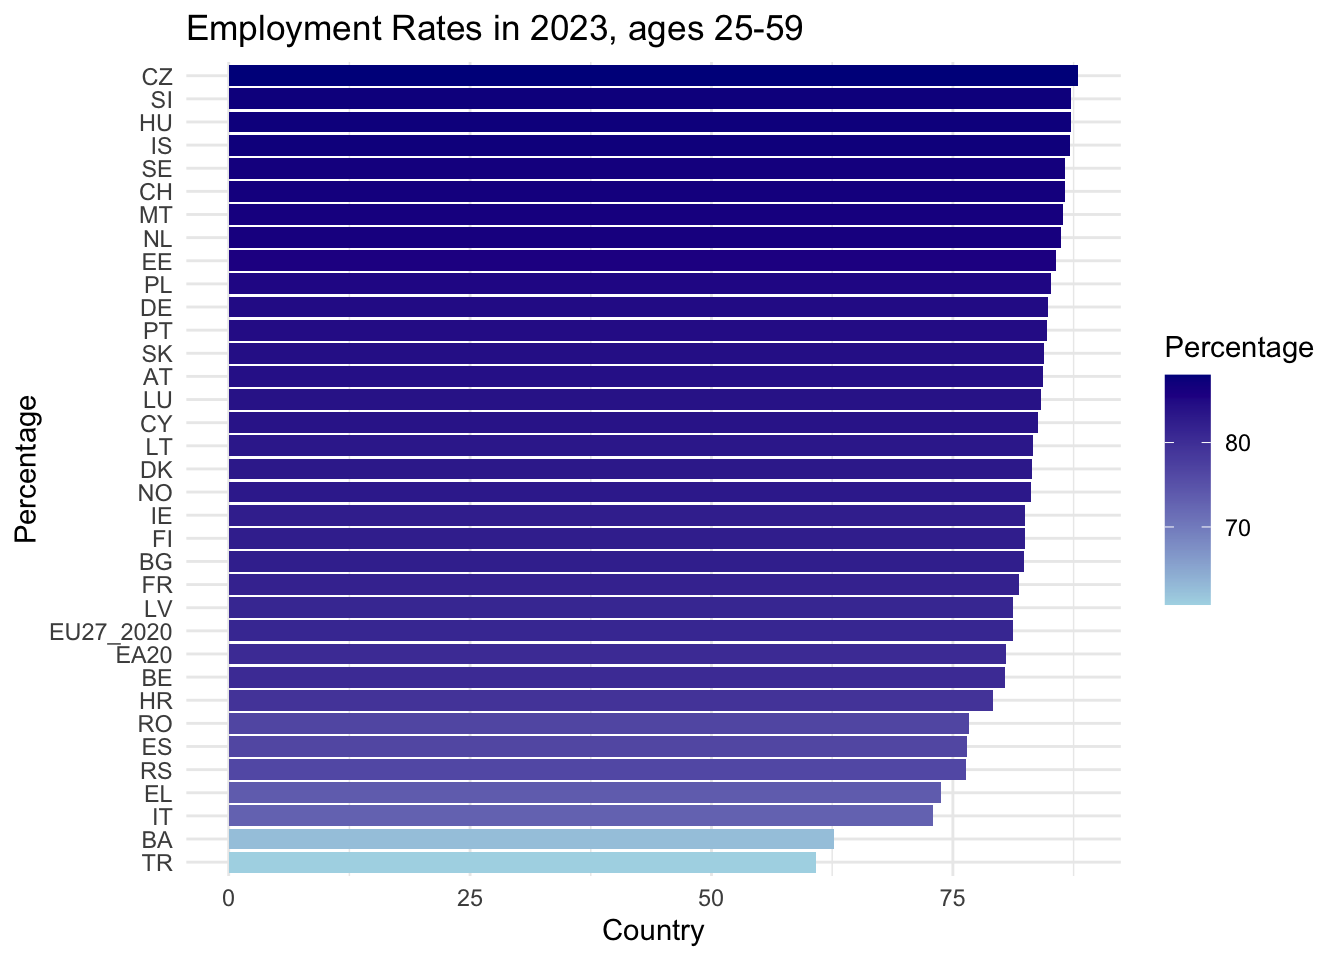 Employment Rates in 2023, ages 25-59
Percentage
CZ
SI
HU
IS
SE
CH
MT
NL
EE
PL
DE
PT
SK
AT
LU
CY
LT
DK
NO
IE
FI
BG
FR
LV
EU27_2020
EA20
BE
HR
RO
ES
RS
EL
IT
BA
TR
0 25 50 75
Country
Percentage
80
70